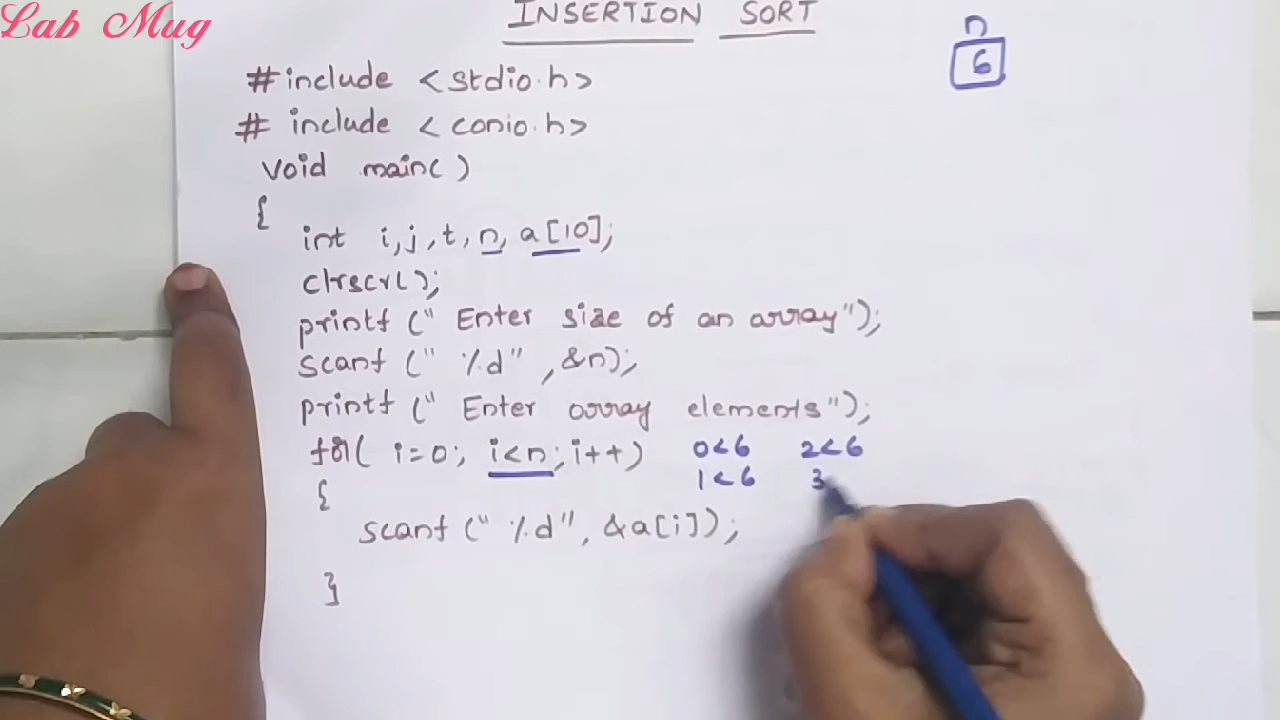 Lab Mug
INSERTION SORT
n
6
#include <stdio.h>
# include <conio.h>
void main( )
{
int i,j,t,n, a[10];
clrscr();
printf (" Enter size of an array");
scanf (" %d" ,&n);
printf (" Enter array elements");
for( i=0; i<n; i++) 0<6 2<6
{ 1<6 3
scanf (" %d", &a[i]);
}